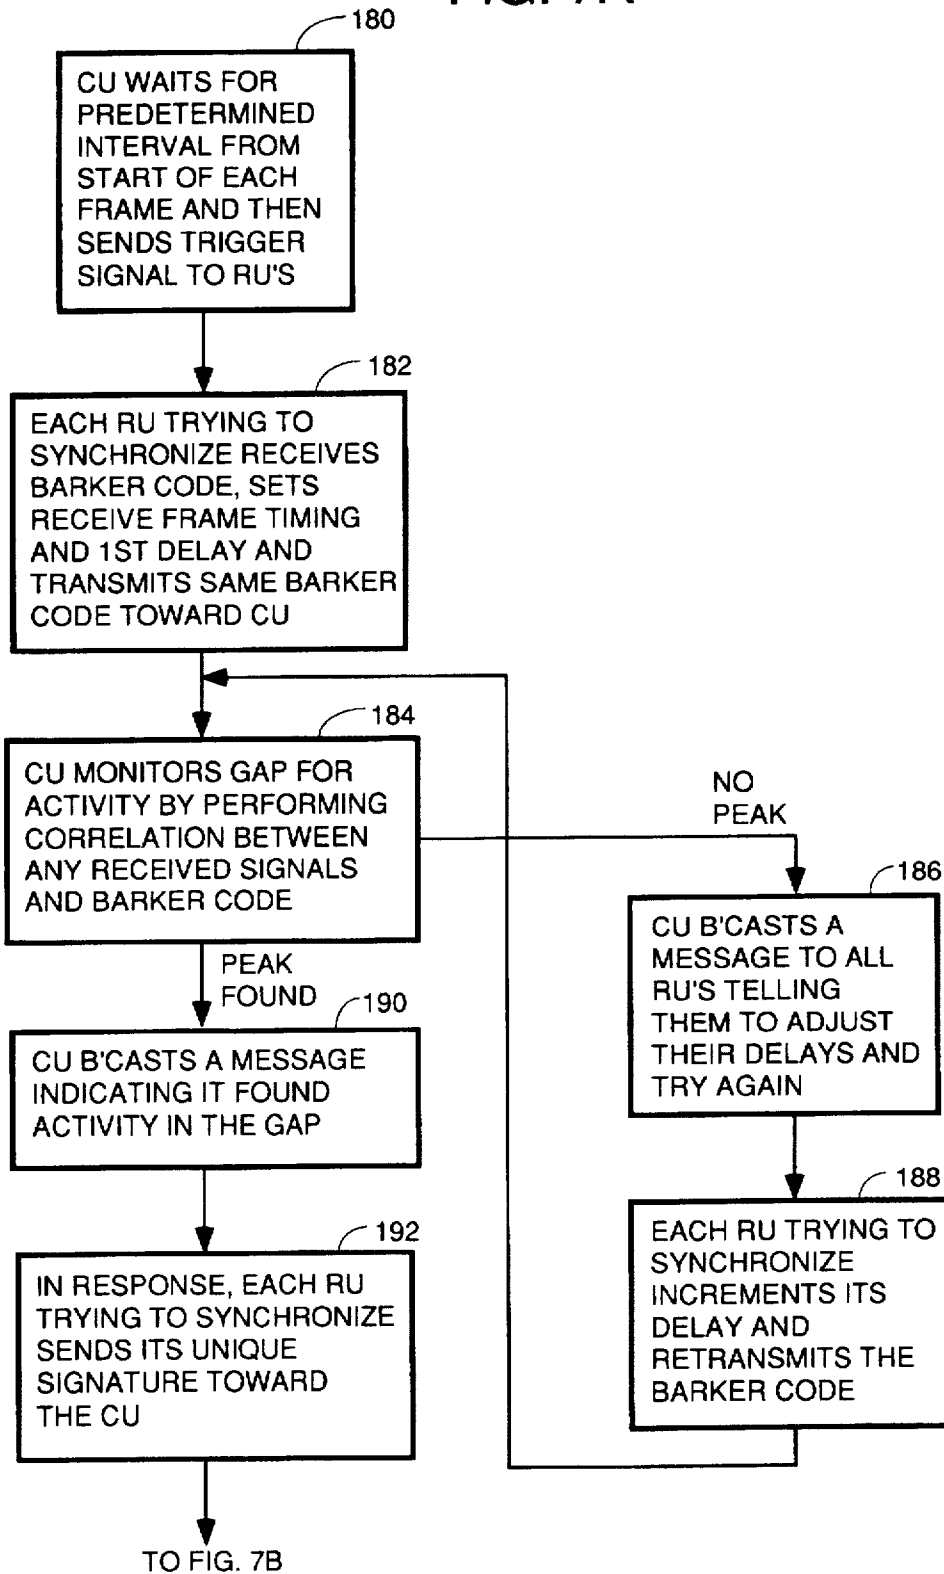 180
CU WAITS FOR
PREDETERMINED
INTERVAL FROM
START OF EACH
FRAME AND THEN
SENDS TRIGGER
SIGNAL TO RU'S
182
EACH RU TRYING TO
SYNCHRONIZE RECEIVES
BARKER CODE, SETS
RECEIVE FRAME TIMING
AND 1ST DELAY AND
TRANSMITS SAME BARKER
CODE TOWARD CU
184
CU MONITORS GAP FOR
ACTIVITY BY PERFORMING
CORRELATION BETWEEN
ANY RECEIVED SIGNALS
AND BARKER CODE
NO
PEAK
186
CU B'CASTS A
MESSAGE TO ALL
RU'S TELLING
THEM TO ADJUST
THEIR DELAYS AND
TRY AGAIN
188
EACH RU TRYING TO
SYNCHRONIZE
INCREMENTS ITS
DELAY AND
RETRANSMITS THE
BARKER CODE
PEAK
FOUND
190
CU B'CASTS A MESSAGE
INDICATING IT FOUND
ACTIVITY IN THE GAP
192
IN RESPONSE, EACH RU
TRYING TO SYNCHRONIZE
SENDS ITS UNIQUE
SIGNATURE TOWARD
THE CU
TO FIG. 7B